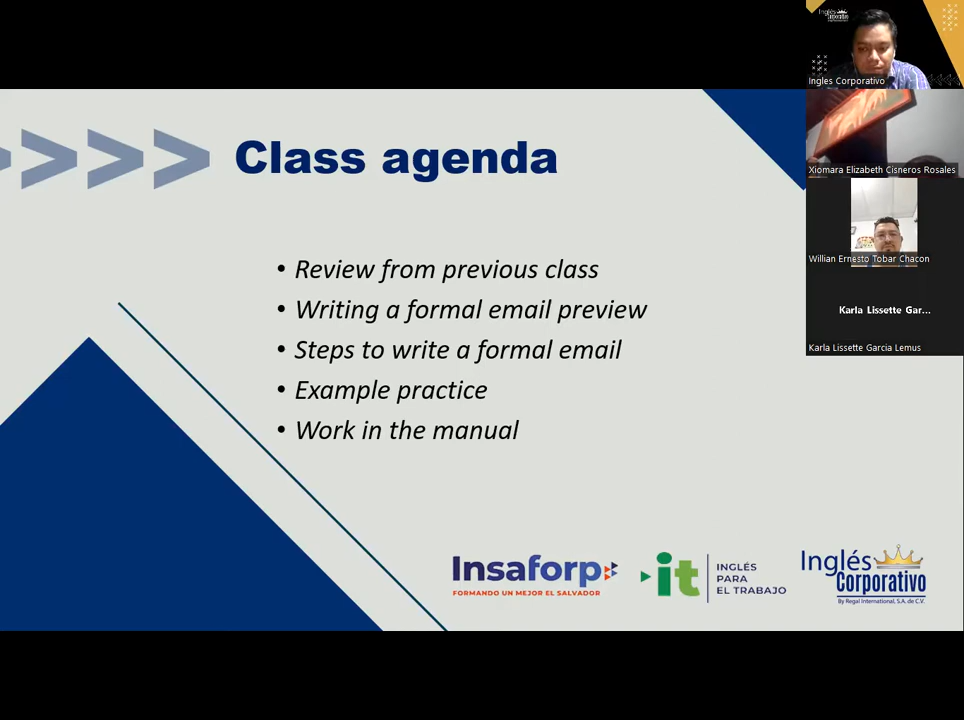 Class agenda
• Review from previous class
• Writing a formal email preview
• Steps to write a formal email
• Example practice
• Work in the manual
Insaforp
FORMANDO UN MEJOR EL SALVADOR
it
INGLÉS
PARA
EL TRABAJO
Inglés
Corporativo
By Regal International, S.A. de C.V.
Inglés
Corporativo
Ingles Corporativo
Xiomara Elizabeth Cisneros Rosales
Willian Ernesto Tobar Chacon
Karla Lissette Gar...
Karla Lissette Garcia Lemus